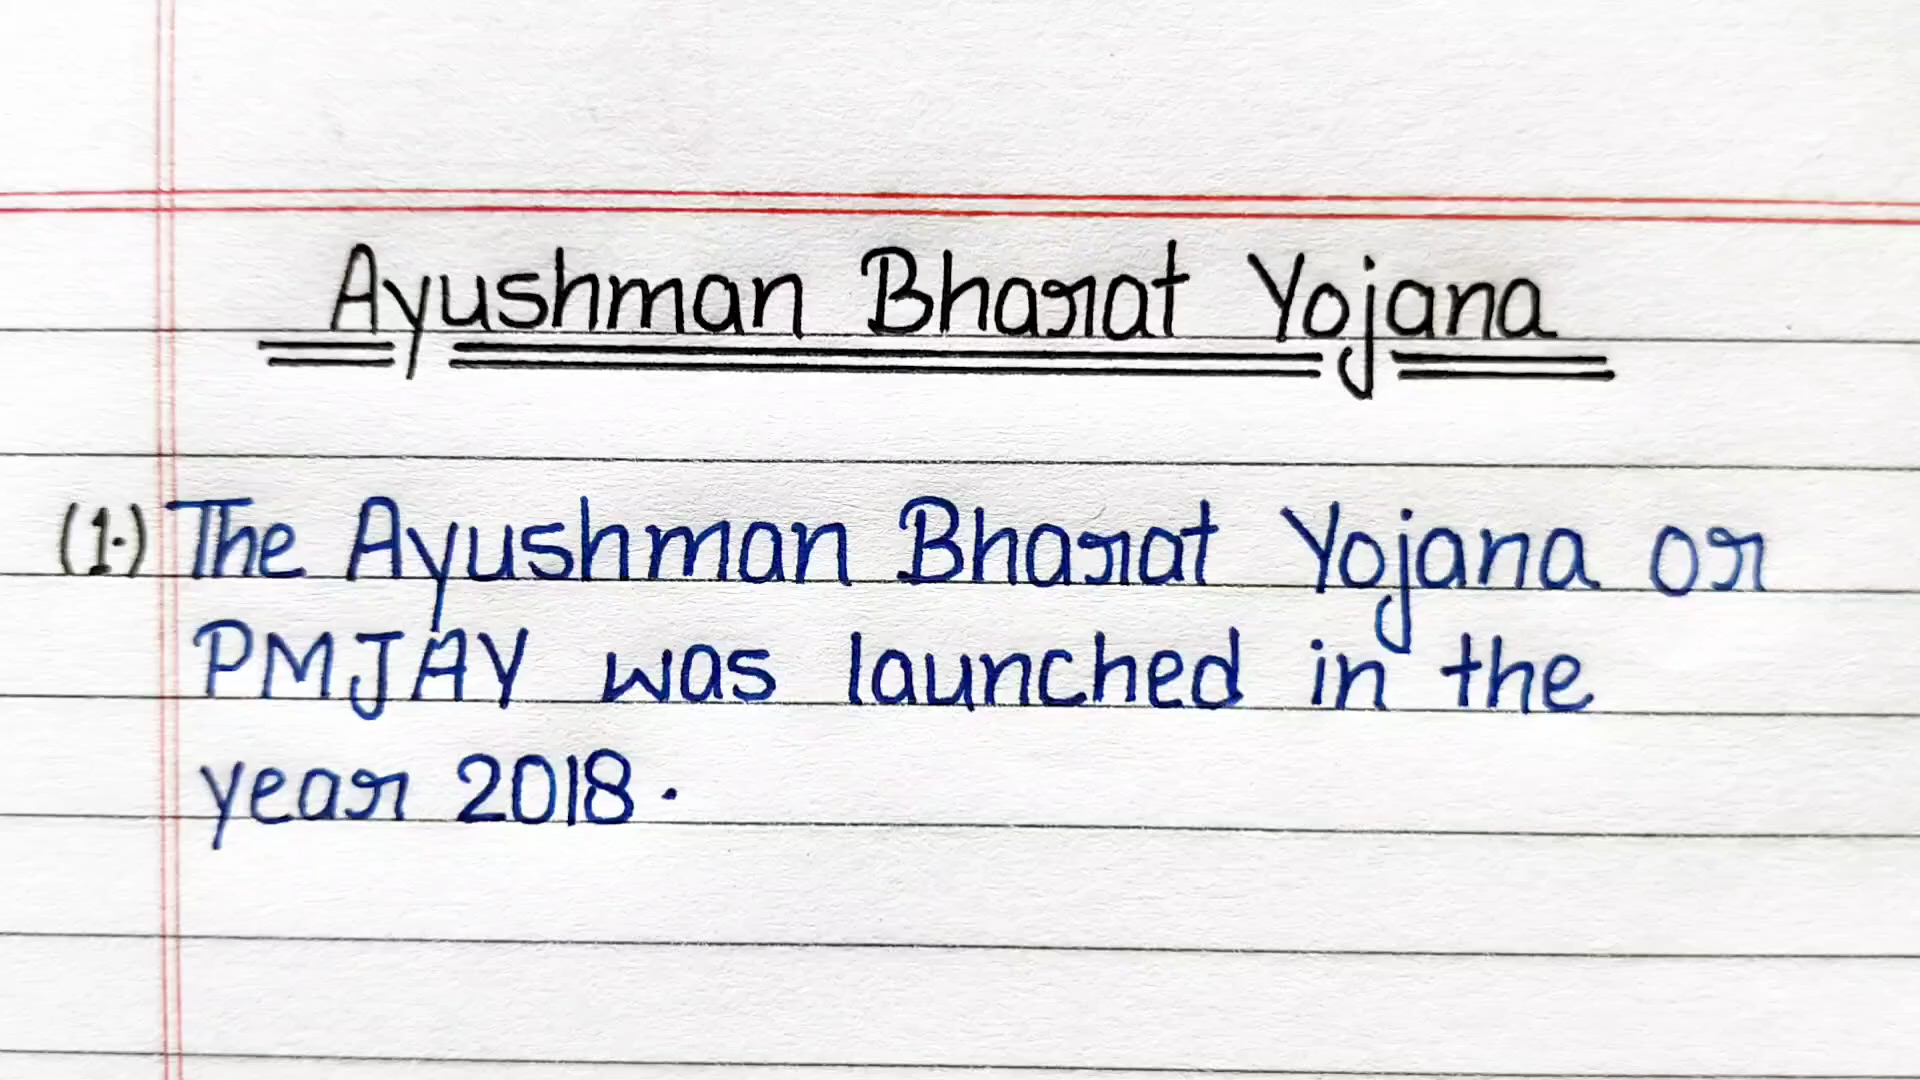 Ayushman Bharat Yojana
(1.) The Ayushman Bharat Yojana or
PMJAY was launched in the
year 2018.